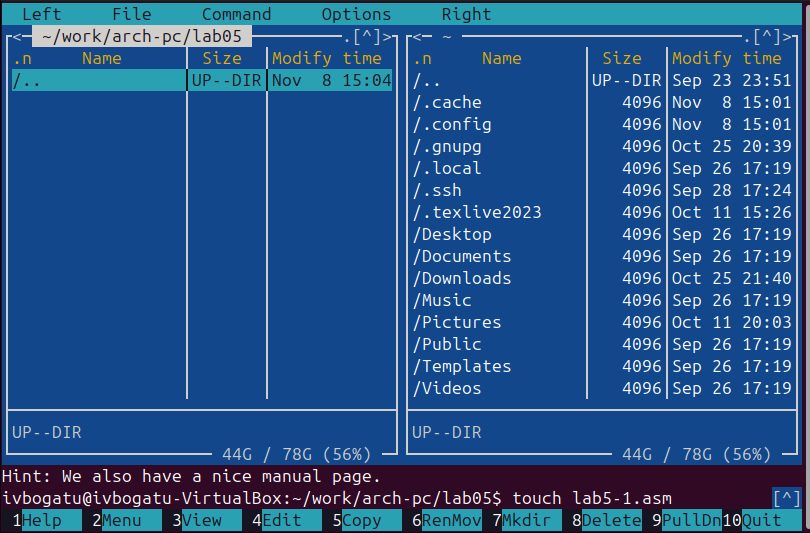 Left File Command Options Right
<- ~/work/arch-pc/lab05 .[^]> <- ~ .[^]>
.n Name Size Modify time .n Name Size Modify time
/.. UP--DIR Nov 8 15:04 /.. UP--DIR Sep 23 23:51
/.cache 4096 Nov 8 15:01
/.config 4096 Nov 8 15:01
/.gnupg 4096 Oct 25 20:39
/.local 4096 Sep 26 17:19
/.ssh 4096 Sep 28 17:24
/.texlive2023 4096 Oct 11 15:26
/Desktop 4096 Sep 26 17:19
/Documents 4096 Sep 26 17:19
/Downloads 4096 Oct 25 21:40
/Music 4096 Sep 26 17:19
/Pictures 4096 Oct 11 20:03
/Public 4096 Sep 26 17:19
/Templates 4096 Sep 26 17:19
/Videos 4096 Sep 26 17:19
UP--DIR UP--DIR
44G / 78G (56%) 44G / 78G (56%)
Hint: We also have a nice manual page.
ivbogatu@ivbogatu-VirtualBox:~/work/arch-pc/lab05$ touch lab5-1.asm [^]
1Help 2Menu 3View 4Edit 5Copy 6RenMov 7Mkdir 8Delete 9PullDn 10Quit